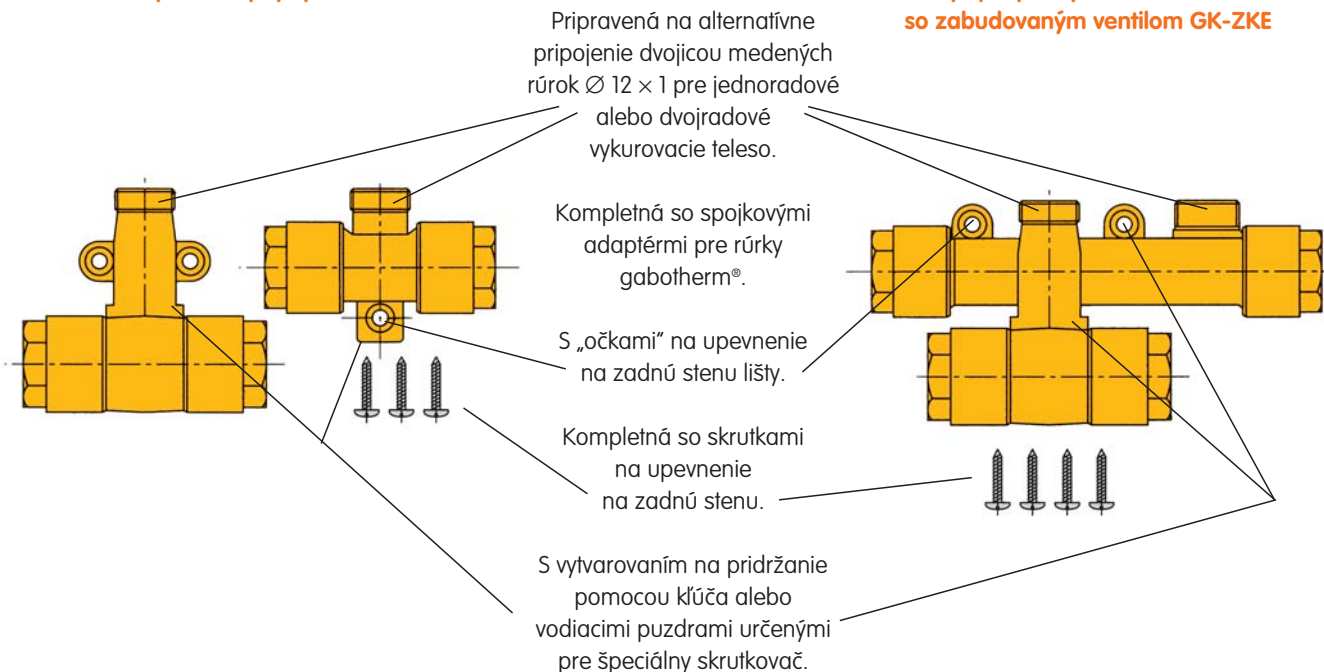 so zabudovaným ventilom GK-ZKE
Pripravená na alternatívne
pripojenie dvojicou medených
rúrok Ø 12 × 1 pre jednoradové
alebo dvojradové
vykurovacie teleso.
Kompletná so spojkovými
adaptérmi pre rúrky
gabotherm®.
S „očkami“ na upevnenie
na zadnú stenu lišty.
Kompletná so skrutkami
na upevnenie
na zadnú stenu.
S vytvarovaním na pridržanie
pomocou kľúča alebo
vodiacimi puzdrami určenými
pre špeciálny skrutkovač.